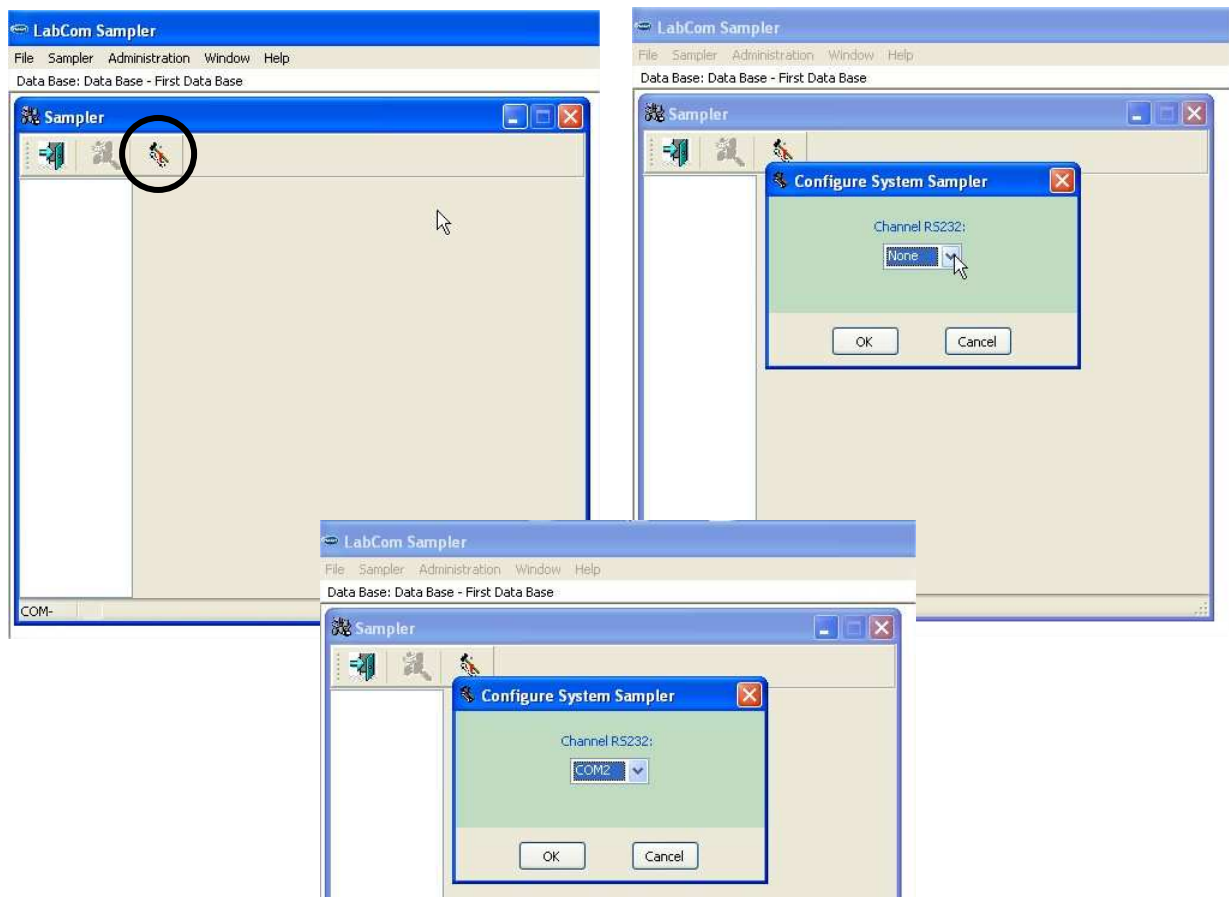 LabCom Sampler
File Sampler Administration Window Help
Data Base: Data Base - First Data Base
Sampler
COM-
LabCom Sampler
File Sampler Administration Window Help
Data Base: Data Base - First Data Base
Sampler
Configure System Sampler
Channel RS232:
None
OK Cancel
LabCom Sampler
File Sampler Administration Window Help
Data Base: Data Base - First Data Base
Sampler
Configure System Sampler
Channel RS232:
COM2
OK Cancel